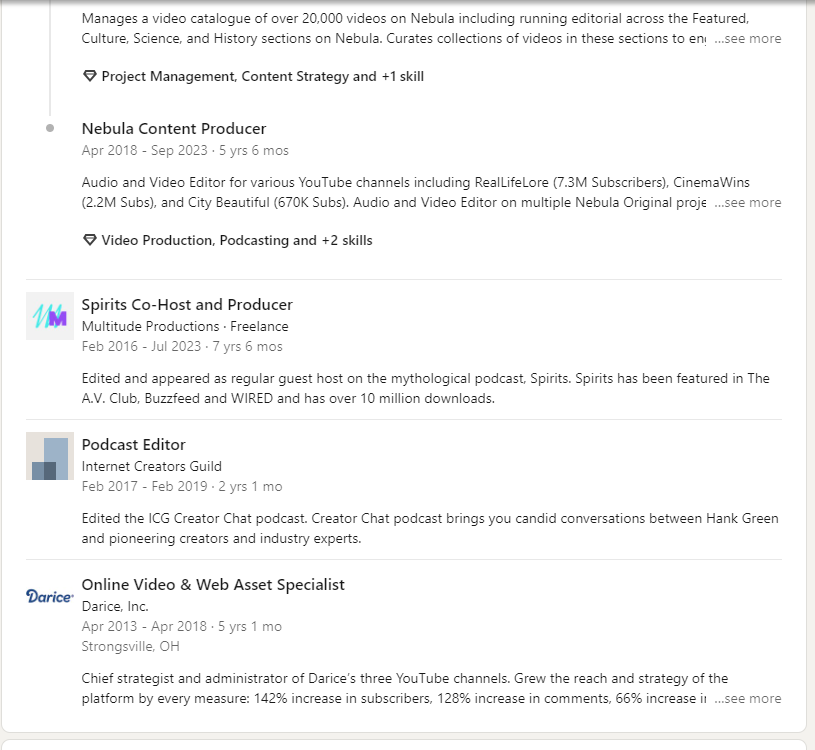 Manages a video catalogue of over 20,000 videos on Nebula including running editorial across the Featured,
Culture, Science, and History sections on Nebula. Curates collections of videos in these sections to en ...see more
Project Management, Content Strategy and +1 skill
Nebula Content Producer
Apr 2018 - Sep 2023 · 5 yrs 6 mos
Audio and Video Editor for various YouTube channels including RealLifeLore (7.3M Subscribers), CinemaWins
(2.2M Subs), and City Beautiful (670K Subs). Audio and Video Editor on multiple Nebula Original proje ...see more
Video Production, Podcasting and +2 skills
M
Spirits Co-Host and Producer
Multitude Productions · Freelance
Feb 2016 - Jul 2023 · 7 yrs 6 mos
Edited and appeared as regular guest host on the mythological podcast, Spirits. Spirits has been featured in The
A.V. Club, Buzzfeed and WIRED and has over 10 million downloads.
Podcast Editor
Internet Creators Guild
Feb 2017 - Feb 2019 · 2 yrs 1 mo
Edited the ICG Creator Chat podcast. Creator Chat podcast brings you candid conversations between Hank Green
and pioneering creators and industry experts.
Darice
Online Video & Web Asset Specialist
Darice, Inc.
Apr 2013 - Apr 2018 · 5 yrs 1 mo
Strongsville, OH
Chief strategist and administrator of Darice's three YouTube channels. Grew the reach and strategy of the
platform by every measure: 142% increase in subscribers, 128% increase in comments, 66% increase i ...see more